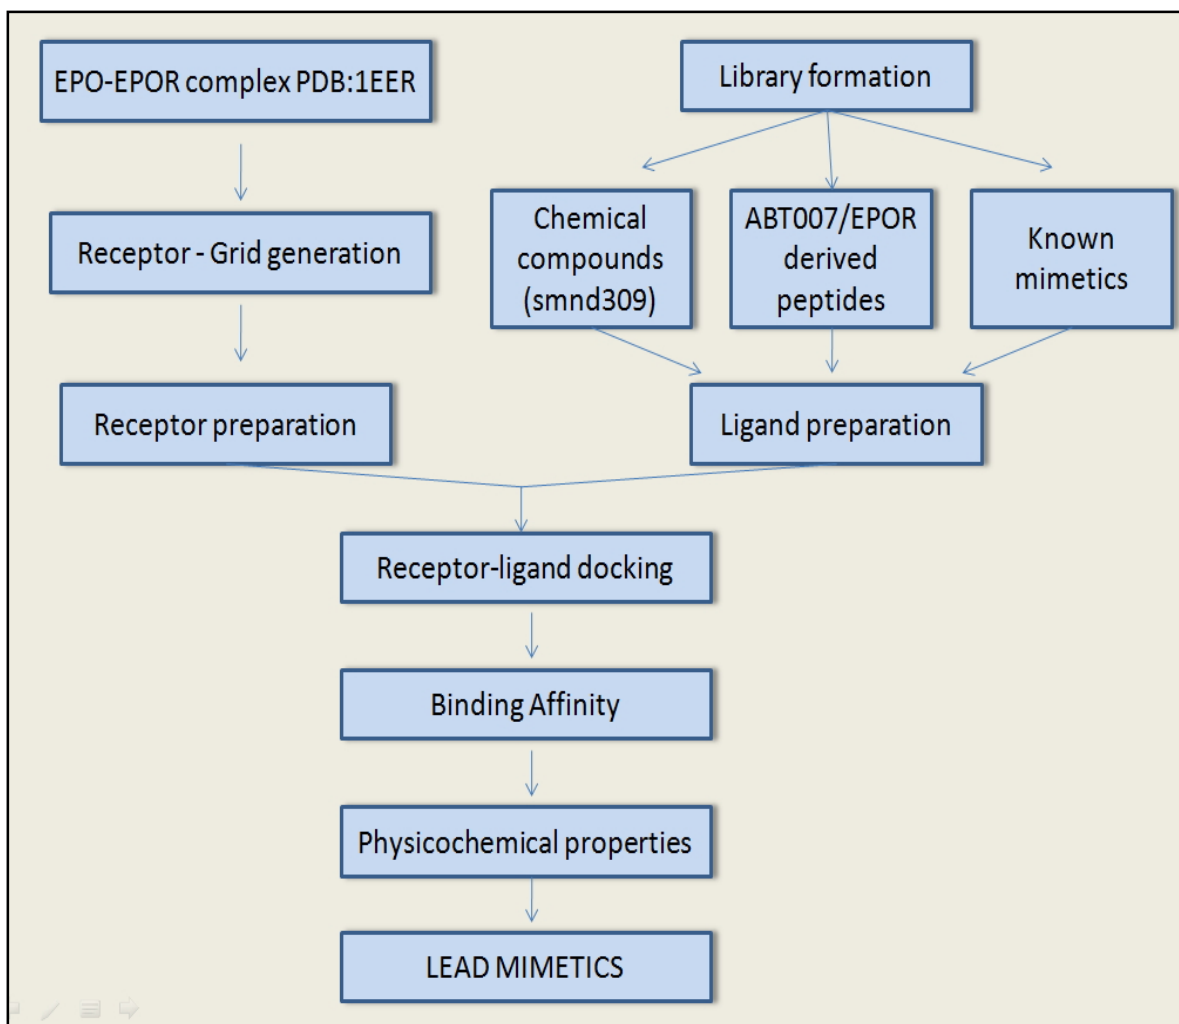 EPO-EPOR complex PDB:1EER
Library formation
Receptor - Grid generation
Chemical
compounds
(smnd309)
ABT007/EPOR
derived
peptides
Known
mimetics
Receptor preparation
Ligand preparation
Receptor-ligand docking
Binding Affinity
Physicochemical properties
LEAD MIMETICS